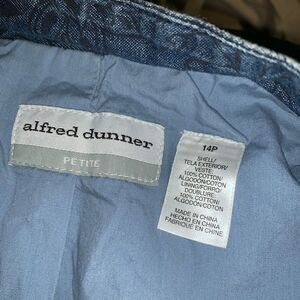 alfred dunner
PETITE
14P
SHELL/
TELA EXTERIOR/
VESTE:
100% COTTON/
ALGODÓN/COTON
LINING/FORRO/
DOUBLURE:
100% COTTON/
ALGODÓN/COTON
MADE IN CHINA
HECHO EN CHINA
FABRIQUÉ EN CHINE